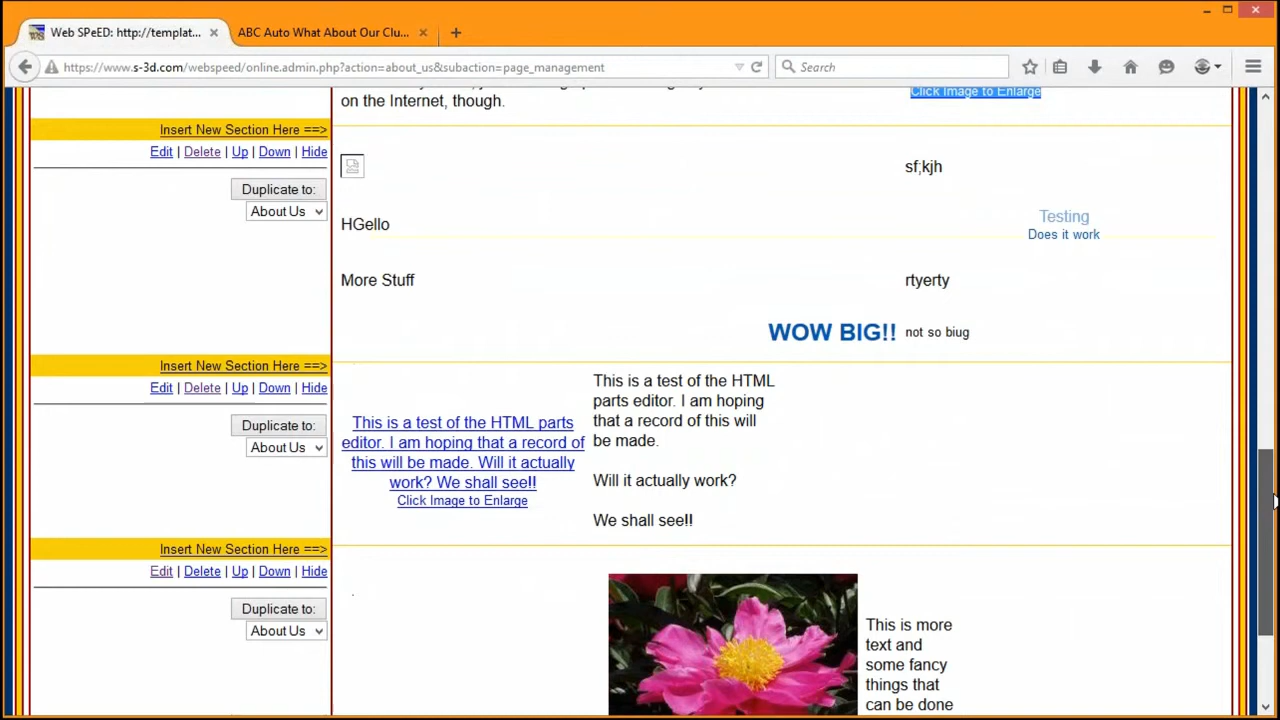 Web SPeED: http://templat...
ABC Auto What About Our Clu...
https://www.s-3d.com/webspeed/online.admin.php?action=about_us&subaction=page_management
Search
on the Internet, though.
Click Image to Enlarge
Insert New Section Here ==>
Edit | Delete | Up | Down | Hide
Duplicate to:
About Us
sf;kjh
HGello
Testing
Does it work
More Stuff
rtyerty
WOW BIG!! not so biug
Insert New Section Here ==>
Edit | Delete | Up | Down | Hide
Duplicate to:
About Us
This is a test of the HTML parts
editor. I am hoping that a record of
this will be made. Will it actually
work? We shall see!!
Click Image to Enlarge
This is a test of the HTML
parts editor. I am hoping
that a record of this will
be made.
Will it actually work?
We shall see!!
Insert New Section Here ==>
Edit | Delete | Up | Down | Hide
Duplicate to:
About Us
This is more
text and
some fancy
things that
can be done